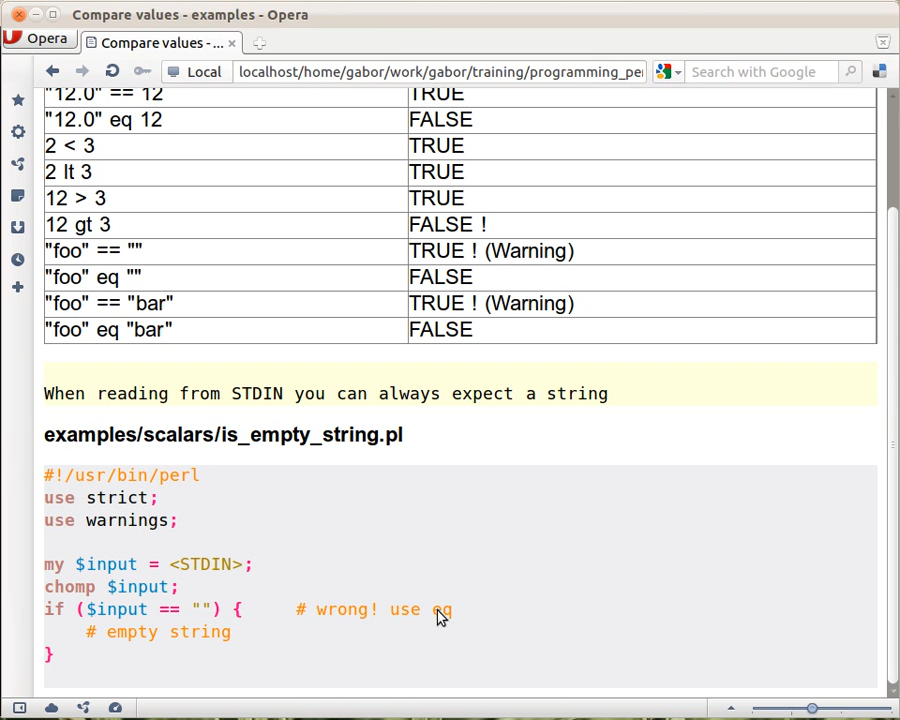 Compare values - examples - Opera
Opera
Compare values - ...
Local
localhost/home/gabor/work/gabor/training/programming_pe
Search with Google
"12.0" == 12 TRUE
"12.0" eq 12 FALSE
2 < 3 TRUE
2 lt 3 TRUE
12 > 3 TRUE
12 gt 3 FALSE !
"foo" == "" TRUE ! (Warning)
"foo" eq "" FALSE
"foo" == "bar" TRUE ! (Warning)
"foo" eq "bar" FALSE
When reading from STDIN you can always expect a string
examples/scalars/is_empty_string.pl
#!/usr/bin/perl
use strict;
use warnings;
my $input = <STDIN>;
chomp $input;
if ($input == "") {     # wrong! use eq
    # empty string
}